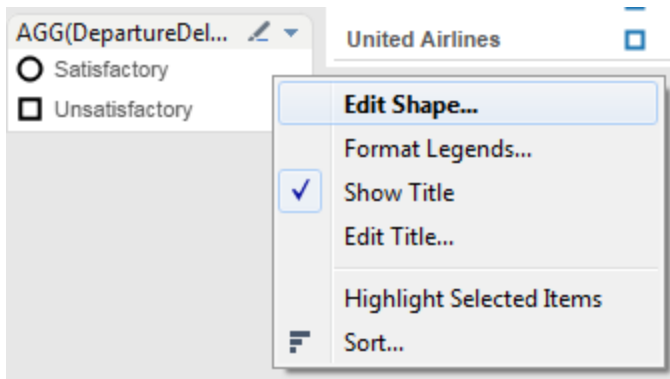 AGG(DepartureDel...
Satisfactory
Unsatisfactory
United Airlines
Edit Shape...
Format Legends...
Show Title
Edit Title...
Highlight Selected Items
Sort...